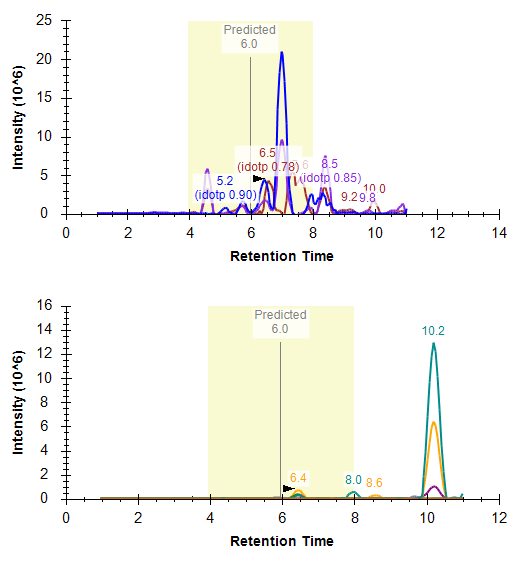 25
20
15
10
5
0
Intensity (10^6)
Predicted
6.0
6.5
(idotp 0.78)
8.5
(idotp 0.85)
5.2
(idotp 0.90)
9.2
9.8
10.0
0 2 4 6 8 10 12 14
Retention Time
16
14
12
10
8
6
4
2
0
Intensity (10^6)
Predicted
6.0
6.4
8.0
8.6
10.2
0 2 4 6 8 10 12
Retention Time